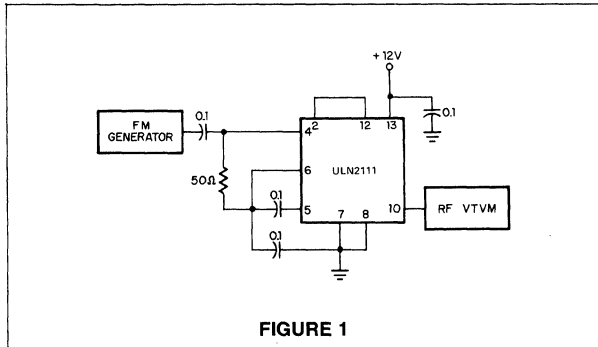 +12V
0.1
FM
GENERATOR
0.1
4
2
12
13
50Ω
6
ULN2111
0.1
5
7
8
10
RF VTVM
0.1
FIGURE 1